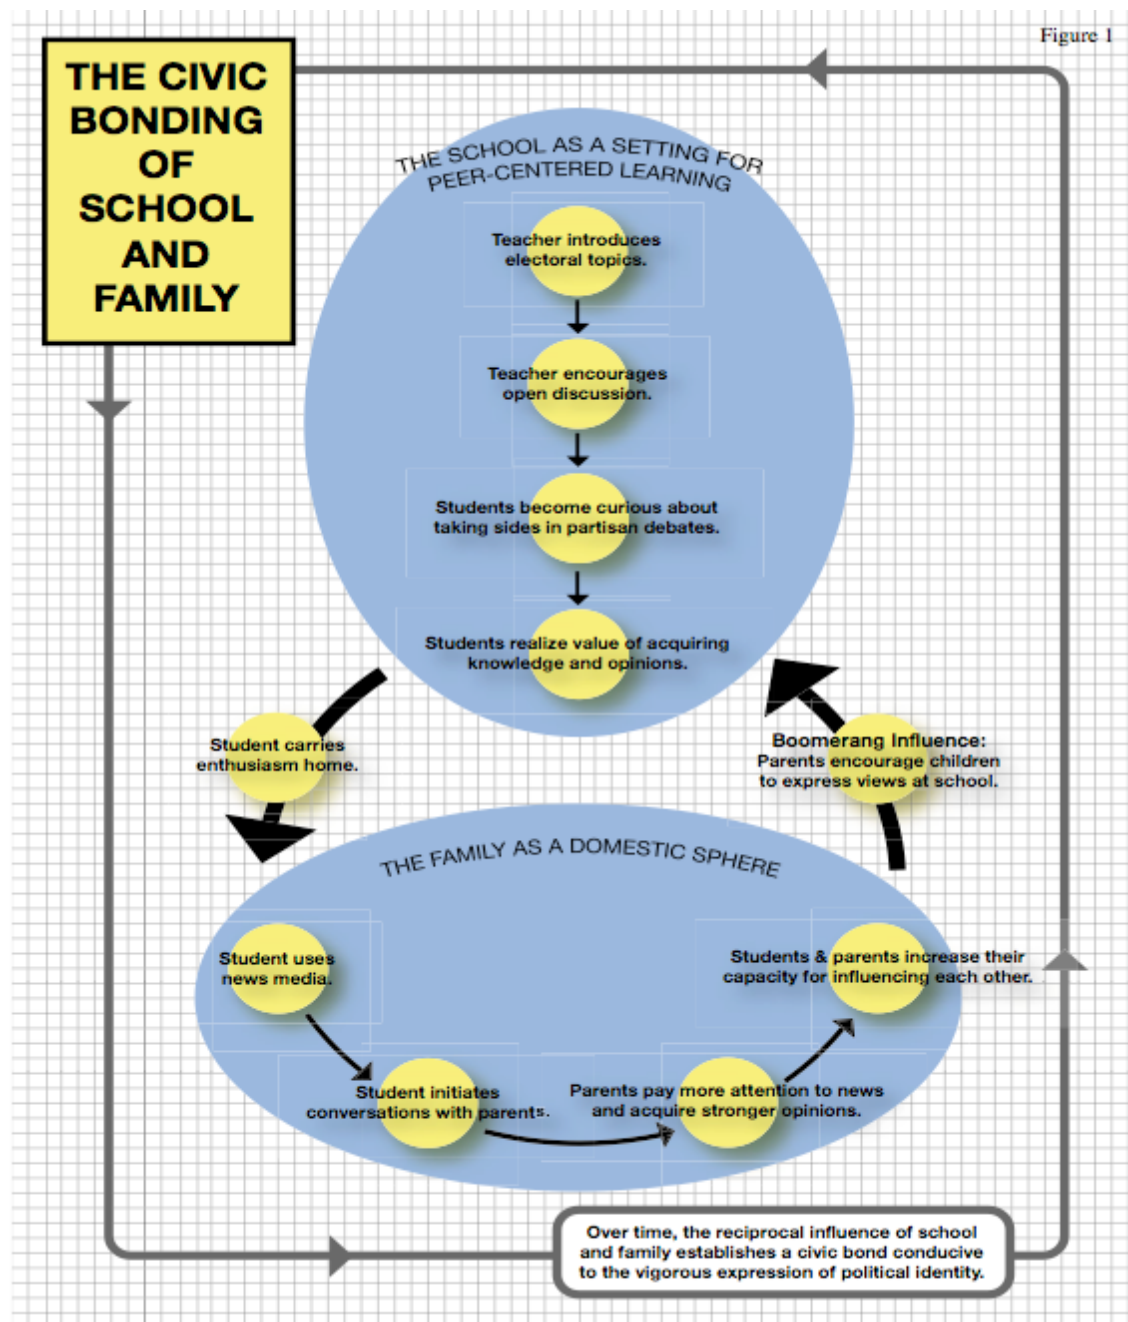 Figure 1
THE CIVIC
BONDING
OF
SCHOOL
AND
FAMILY
THE SCHOOL AS A SETTING FOR
PEER-CENTERED LEARNING
Teacher introduces
electoral topics.
Teacher encourages
open discussion.
Students become curious about
taking sides in partisan debates.
Students realize value of acquiring
knowledge and opinions.
Student carries
enthusiasm home.
Boomerang Influence:
Parents encourage children
to express views at school.
THE FAMILY AS A DOMESTIC SPHERE
Student uses
news media.
Students & parents increase their
capacity for influencing each other.
Student initiates
conversations with parents.
Parents pay more attention to news
and acquire stronger opinions.
Over time, the reciprocal influence of school
and family establishes a civic bond conducive
to the vigorous expression of political identity.